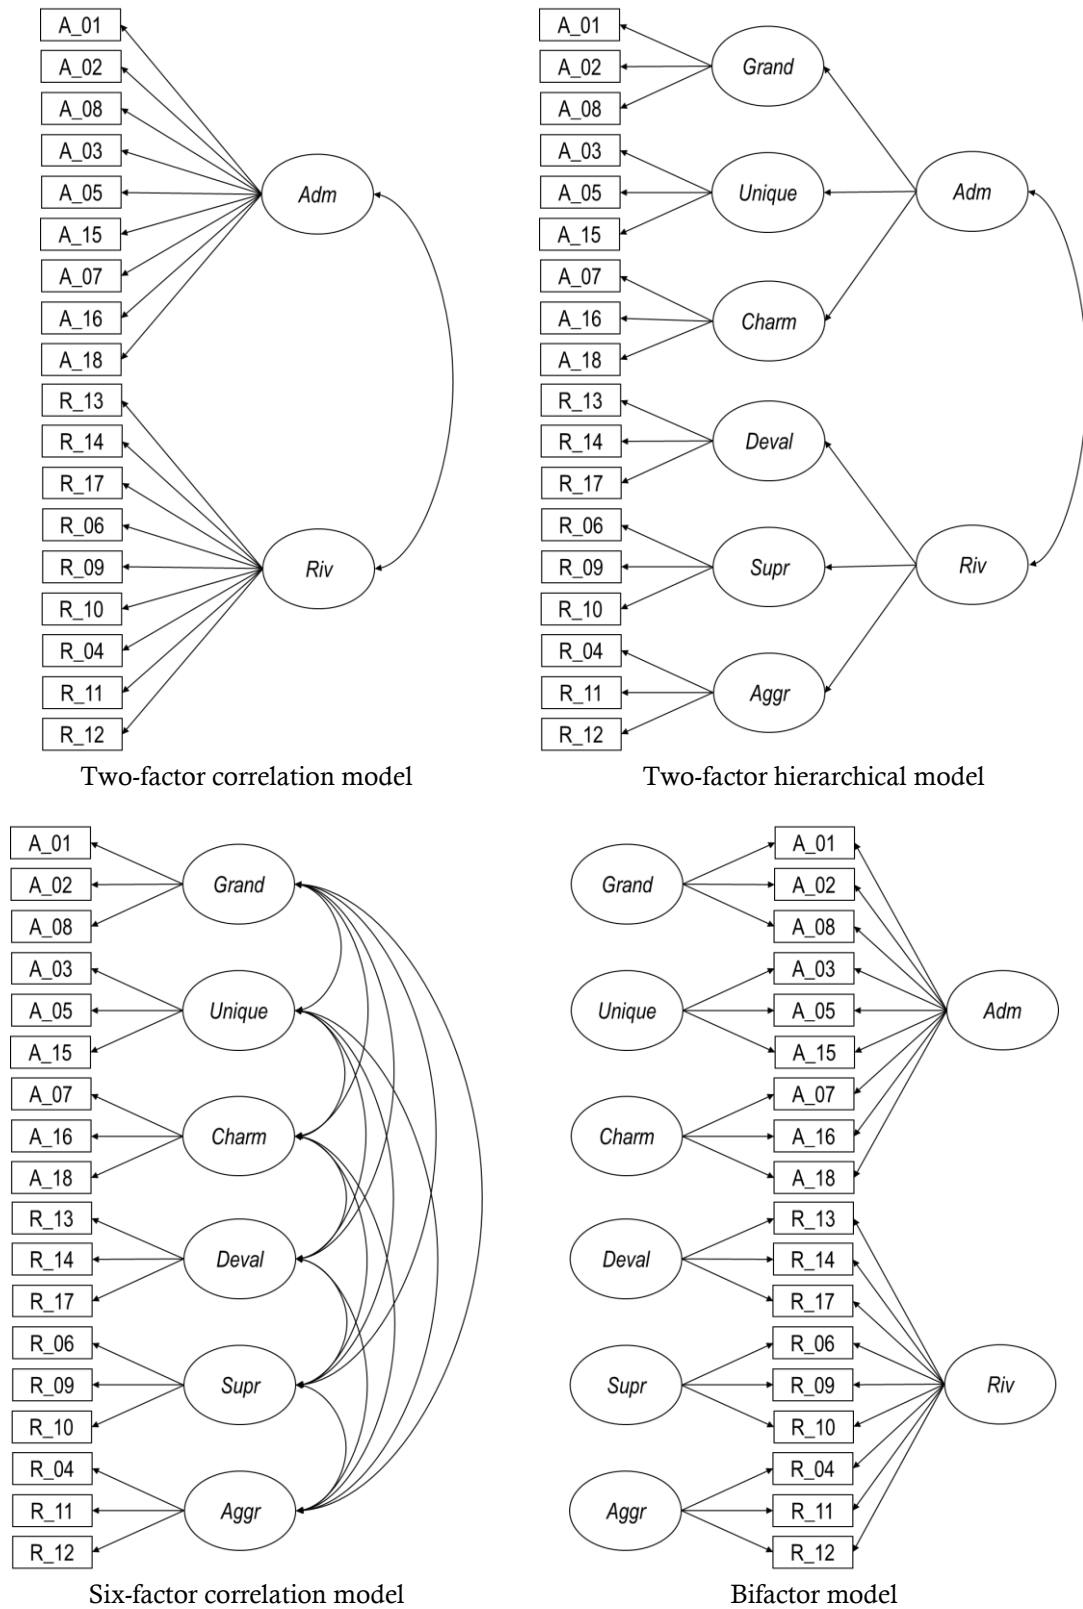 A_01
A_02
A_08
A_03
A_05
A_15
A_07
A_16
A_18
R_13
R_14
R_17
R_06
R_09
R_10
R_04
R_11
R_12
Adm
Riv
Two-factor correlation model
A_01
A_02
A_08
A_03
A_05
A_15
A_07
A_16
A_18
R_13
R_14
R_17
R_06
R_09
R_10
R_04
R_11
R_12
Grand
Unique
Charm
Deval
Supr
Aggr
Adm
Riv
Two-factor hierarchical model
A_01
A_02
A_08
A_03
A_05
A_15
A_07
A_16
A_18
R_13
R_14
R_17
R_06
R_09
R_10
R_04
R_11
R_12
Grand
Unique
Charm
Deval
Supr
Aggr
Six-factor correlation model
Grand
Unique
Charm
Deval
Supr
Aggr
A_01
A_02
A_08
A_03
A_05
A_15
A_07
A_16
A_18
R_13
R_14
R_17
R_06
R_09
R_10
R_04
R_11
R_12
Adm
Riv
Bifactor model